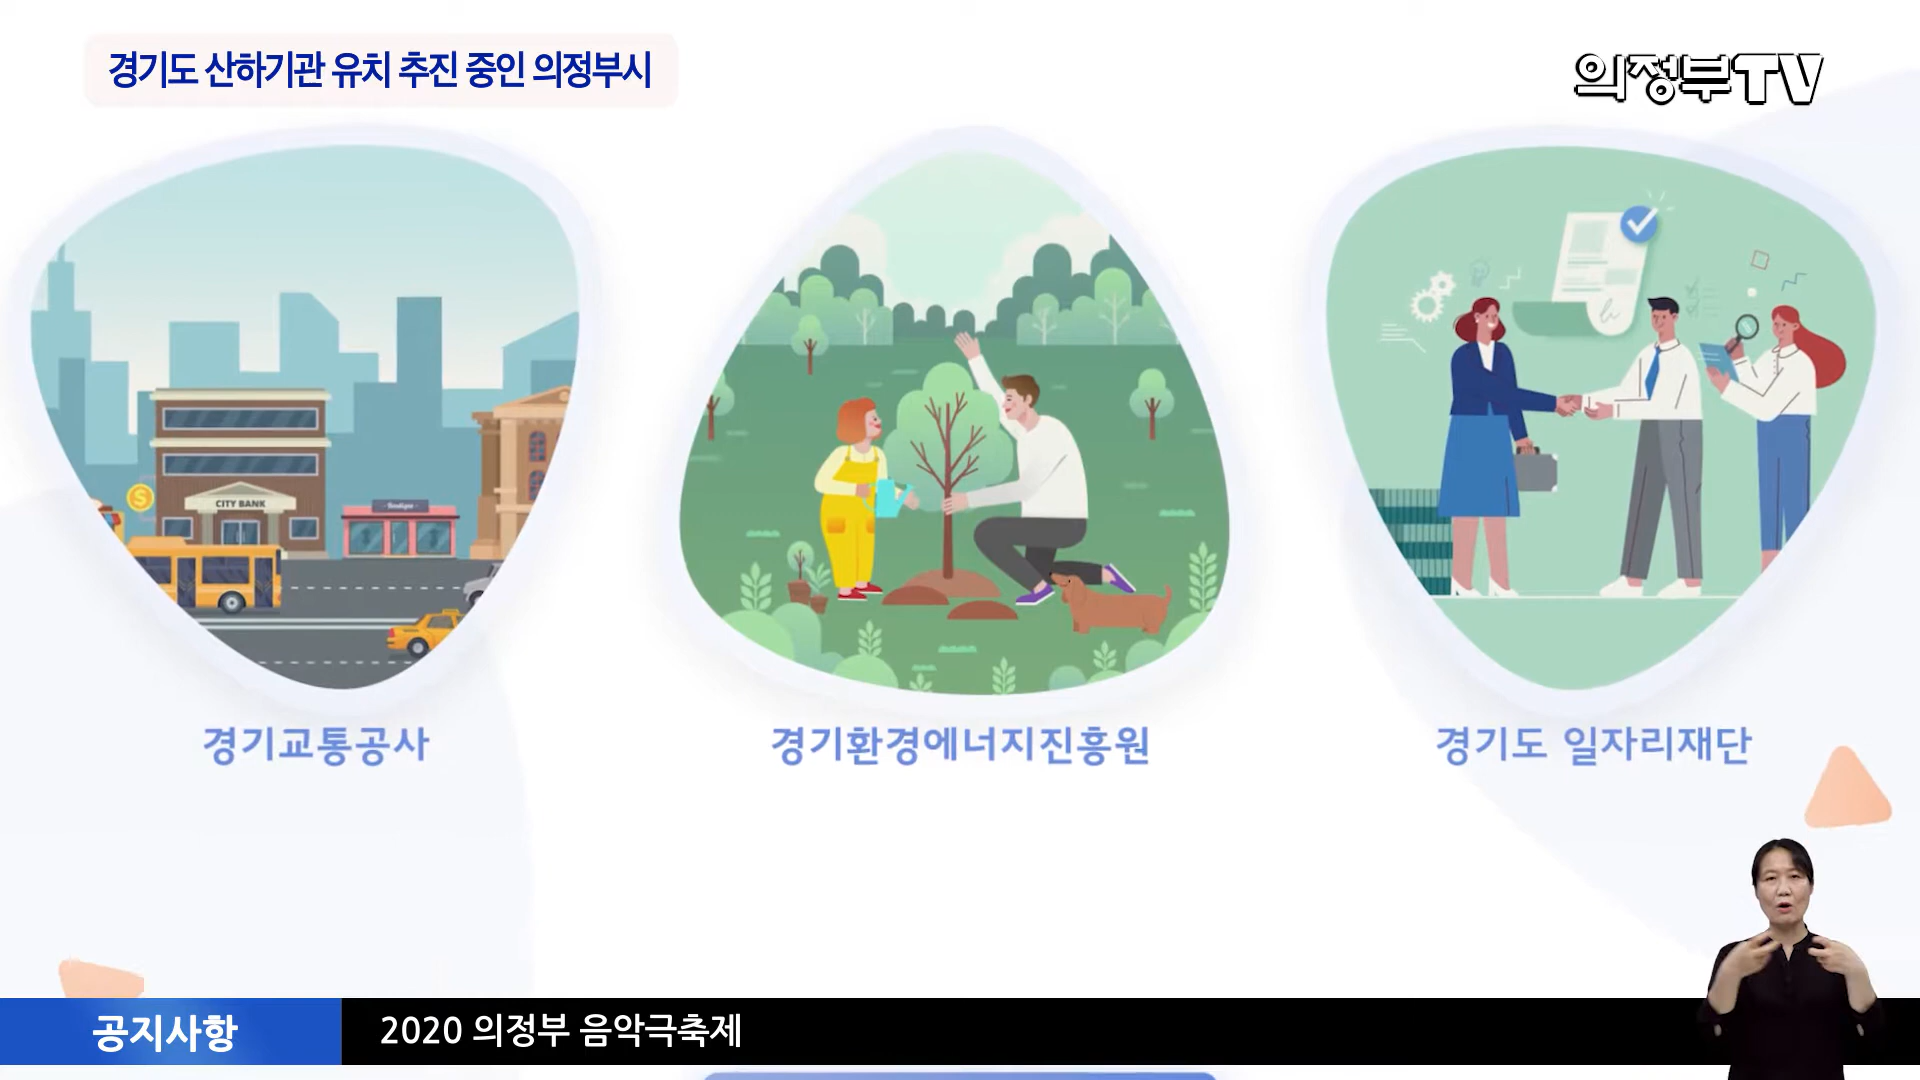 경기도 산하기관 유치 추진 중인 의정부시
의정부TV
CITY BANK
Boutique
경기교통공사
경기환경에너지진흥원
경기도 일자리재단
공지사항
2020 의정부 음악극축제